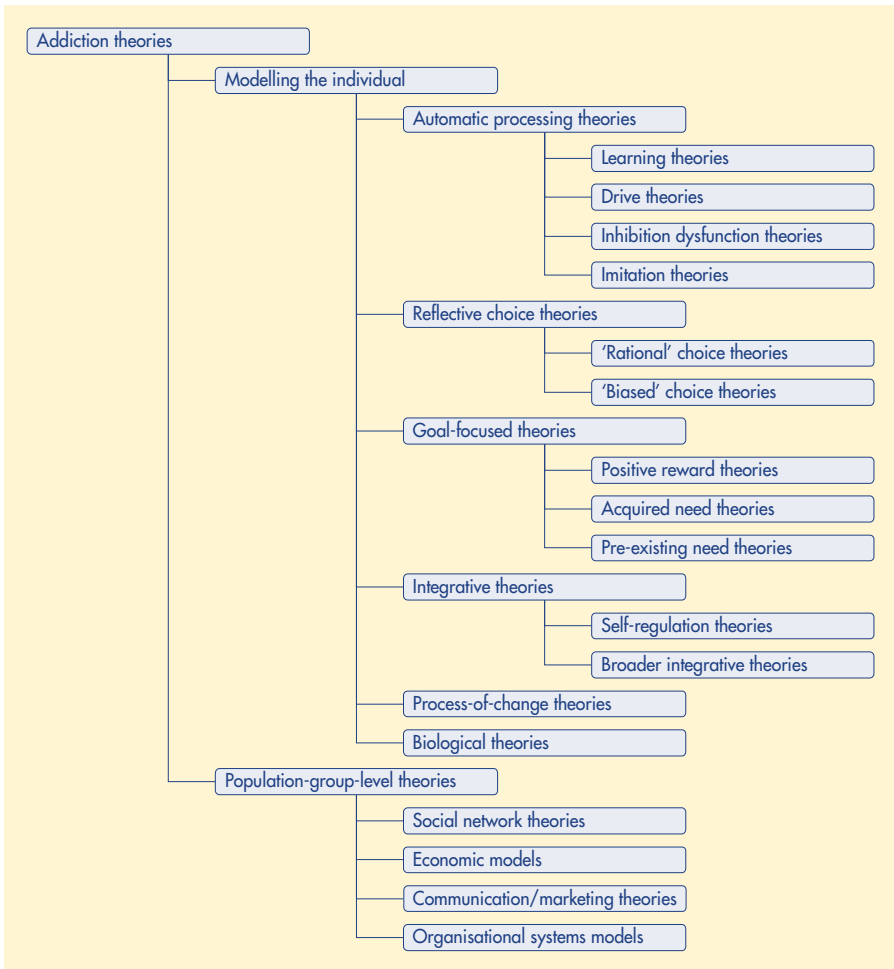 Addiction theories
Modelling the individual
Automatic processing theories
Learning theories
Drive theories
Inhibition dysfunction theories
Imitation theories
Reflective choice theories
‘Rational’ choice theories
‘Biased’ choice theories
Goal-focused theories
Positive reward theories
Acquired need theories
Pre-existing need theories
Integrative theories
Self-regulation theories
Broader integrative theories
Process-of-change theories
Biological theories
Population-group-level theories
Social network theories
Economic models
Communication/marketing theories
Organisational systems models